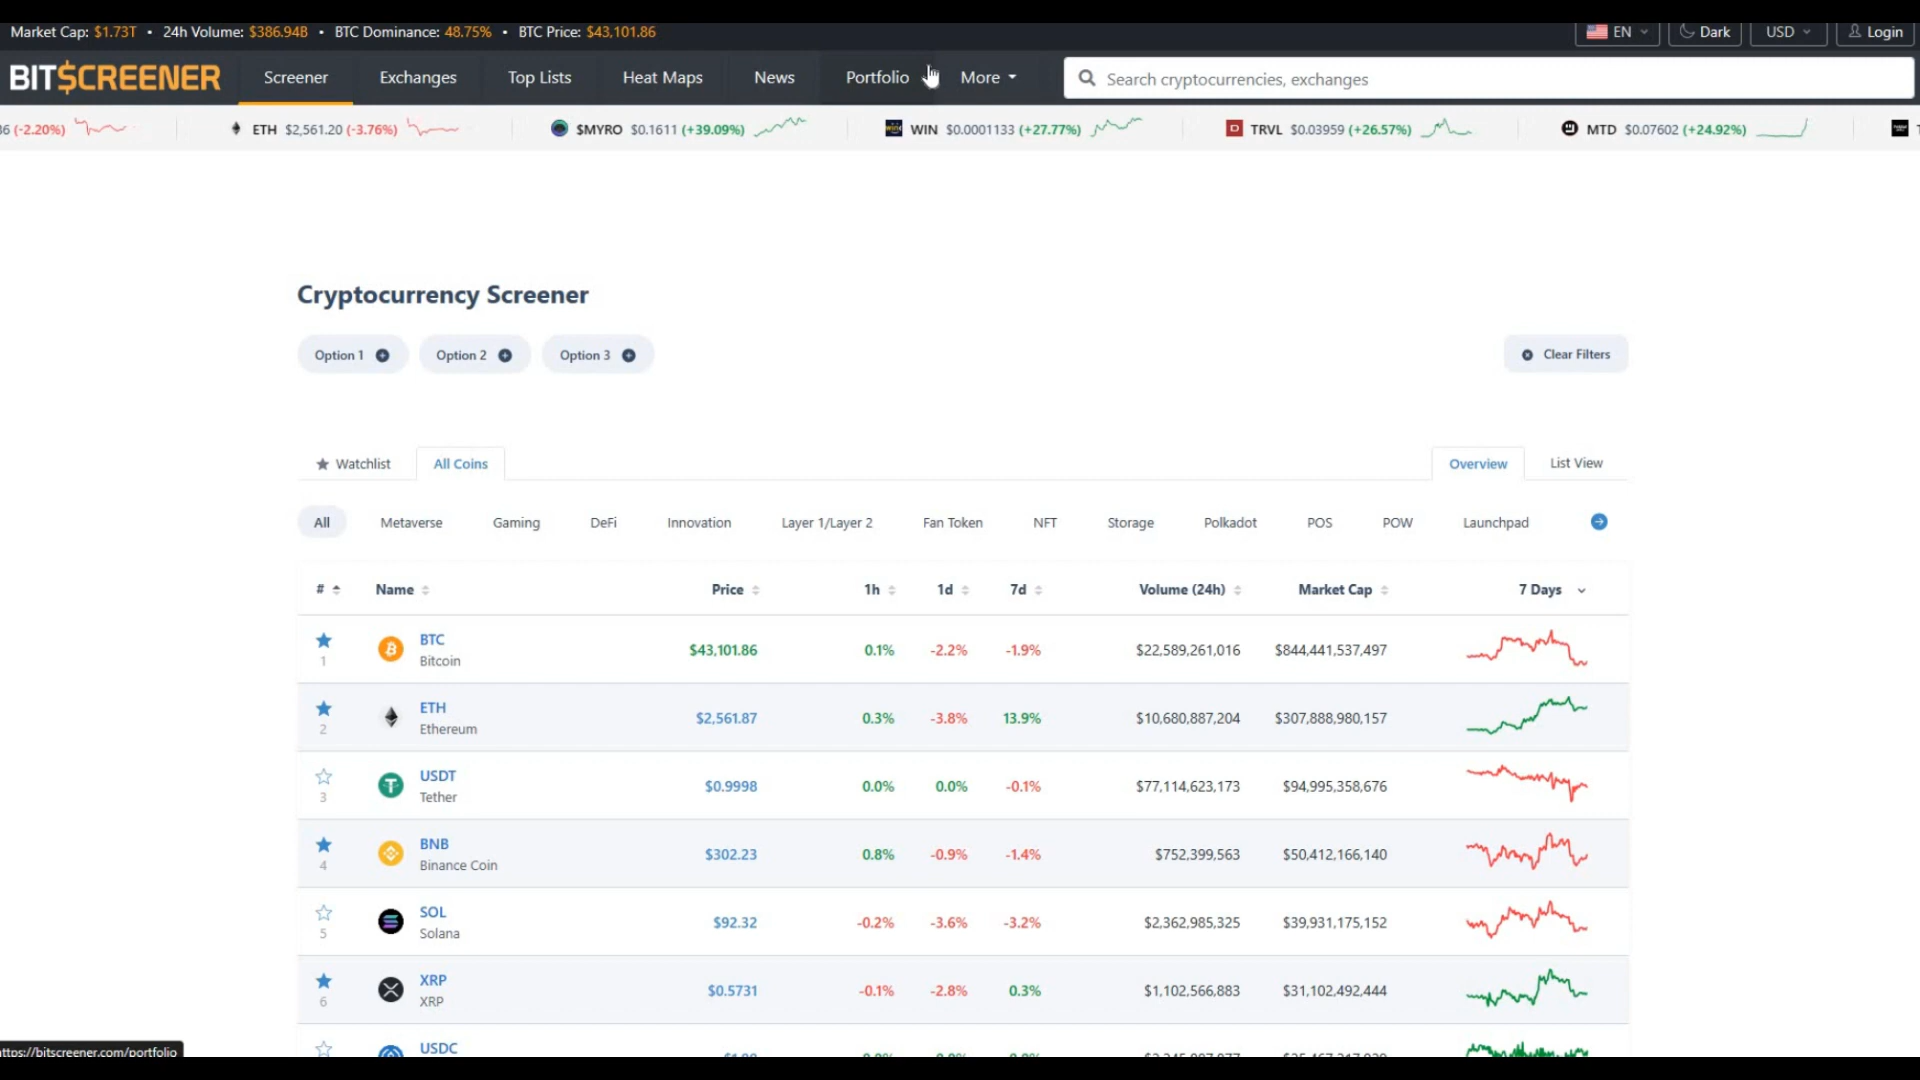 Market Cap: $1.73T • 24h Volume: $386.94B • BTC Dominance: 48.75% • BTC Price: $43,101.86 EN Dark USD Login
BIT$CREENER Screener Exchanges Top Lists Heat Maps News Portfolio More Search cryptocurrencies, exchanges
(-2.20%) ETH $2,561.20 (-3.76%) $MYRO $0.1611 (+39.09%) WIN $0.0001133 (+27.77%) TRVL $0.03959 (+26.57%) MTD $0.07602 (+24.92%)
Cryptocurrency Screener
Option 1 Option 2 Option 3 Clear Filters
Watchlist All Coins Overview List View
All Metaverse Gaming DeFi Innovation Layer 1/Layer 2 Fan Token NFT Storage Polkadot POS POW Launchpad
# Name Price 1h 1d 7d Volume (24h) Market Cap 7 Days
1 BTC Bitcoin $43,101.86 0.1% -2.2% -1.9% $22,589,261,016 $844,441,537,497
2 ETH Ethereum $2,561.87 0.3% -3.8% 13.9% $10,680,887,204 $307,888,980,157
3 USDT Tether $0.9998 0.0% 0.0% -0.1% $77,114,623,173 $94,995,358,676
4 BNB Binance Coin $302.23 0.8% -0.9% -1.4% $752,399,563 $50,412,166,140
5 SOL Solana $92.32 -0.2% -3.6% -3.2% $2,362,985,325 $39,931,175,152
6 XRP XRP $0.5731 -0.1% -2.8% 0.3% $1,102,566,883 $31,102,492,444
USDC
ttps://bitscreener.com/portfolio